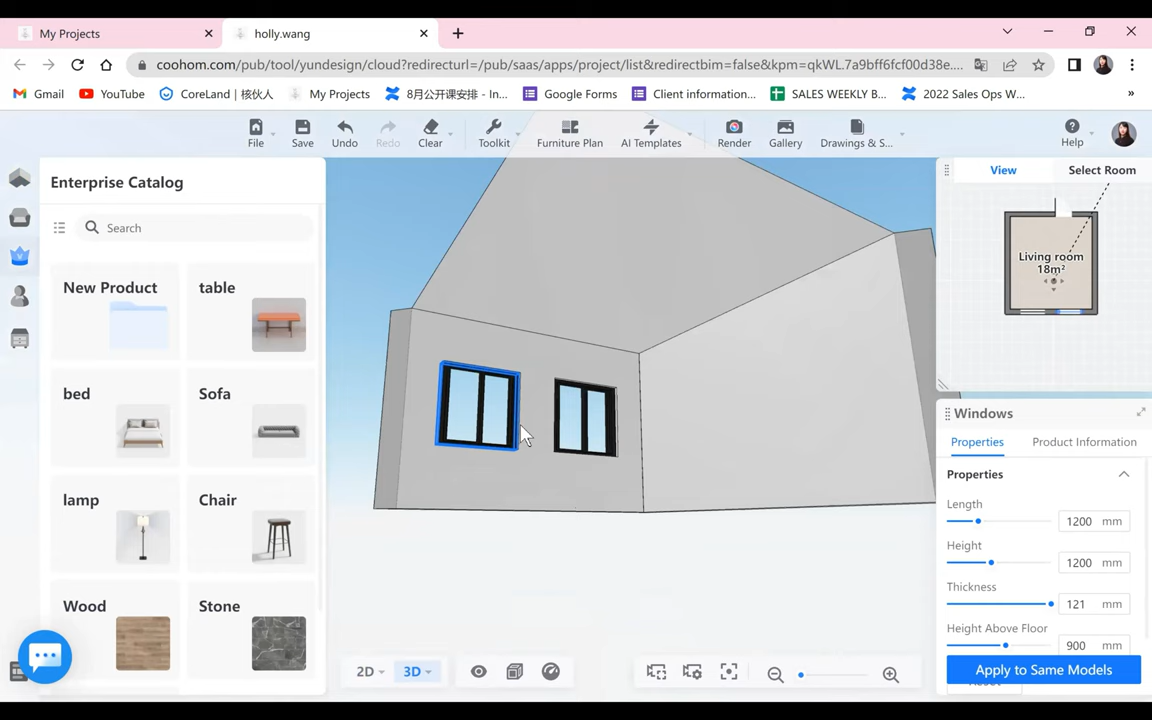 My Projects
holly.wang
coohom.com/pub/tool/yundesign/cloud?redirecturl=/pub/saas/apps/project/list&redirectbim=false&kpm=qkWL.7a9bff6fcf00d38e...
Gmail
YouTube
CoreLand | 核伙人
My Projects
8月公开课安排 - In...
Google Forms
Client information...
SALES WEEKLY B...
2022 Sales Ops W...
»
File
Save
Undo
Redo
Clear
Toolkit
Furniture Plan
AI Templates
Render
Gallery
Drawings & S...
Help
Enterprise Catalog
Search
New Product
table
bed
Sofa
lamp
Chair
Wood
Stone
View
Select Room
Living room
18m²
Windows
Properties
Product Information
Properties
Length
1200 mm
Height
1200 mm
Thickness
121 mm
Height Above Floor
900 mm
Apply to Same Models
2D
3D